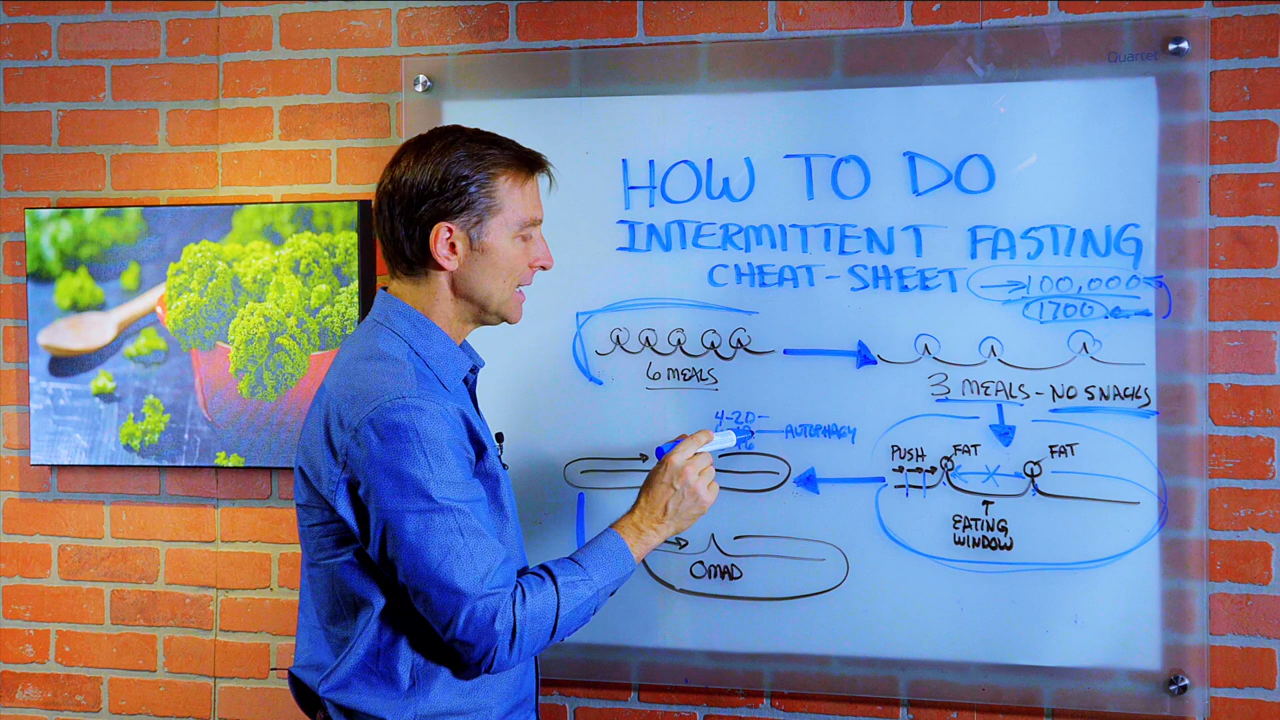 Quartet
HOW TO DO
INTERMITTENT FASTING
CHEAT-SHEET →100,000
1700
6 MEALS
3 MEALS - NO SNACKS
4-20
AUTOPHAGY
PUSH FAT FAT
EATING
WINDOW
OMAD